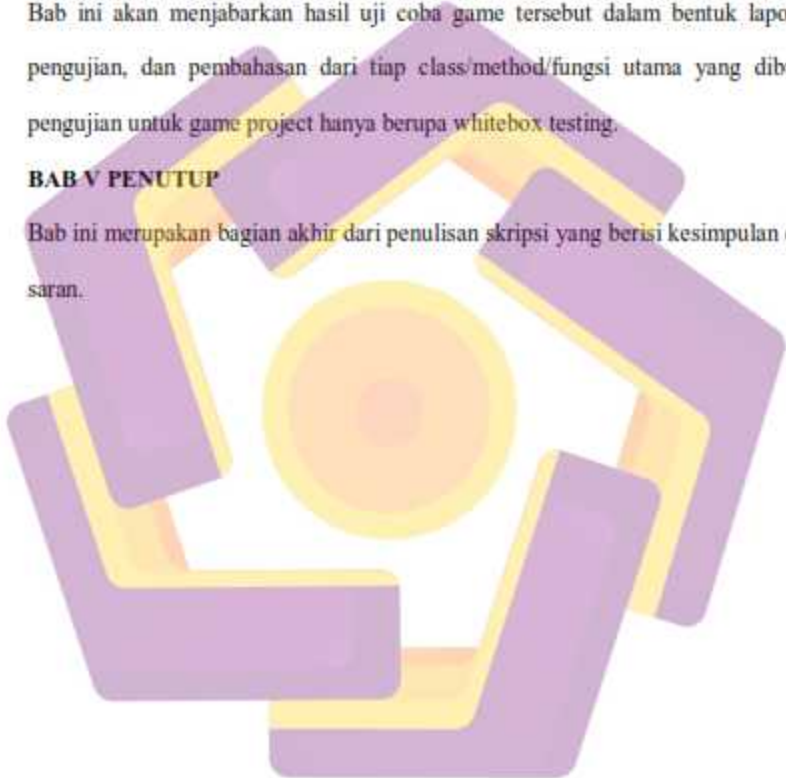 Bab ini akan menjabarkan hasil uji coba game tersebut dalam bentuk
pengujian, dan pembahasan dari tiap class/method/fungsi utama yang
pengujian untuk game project hanya berupa whitebox testing.
BAB V PENUTUP
Bab ini merupakan bagian akhir dari penulisan skripsi yang berisi kesimpulan
saran.